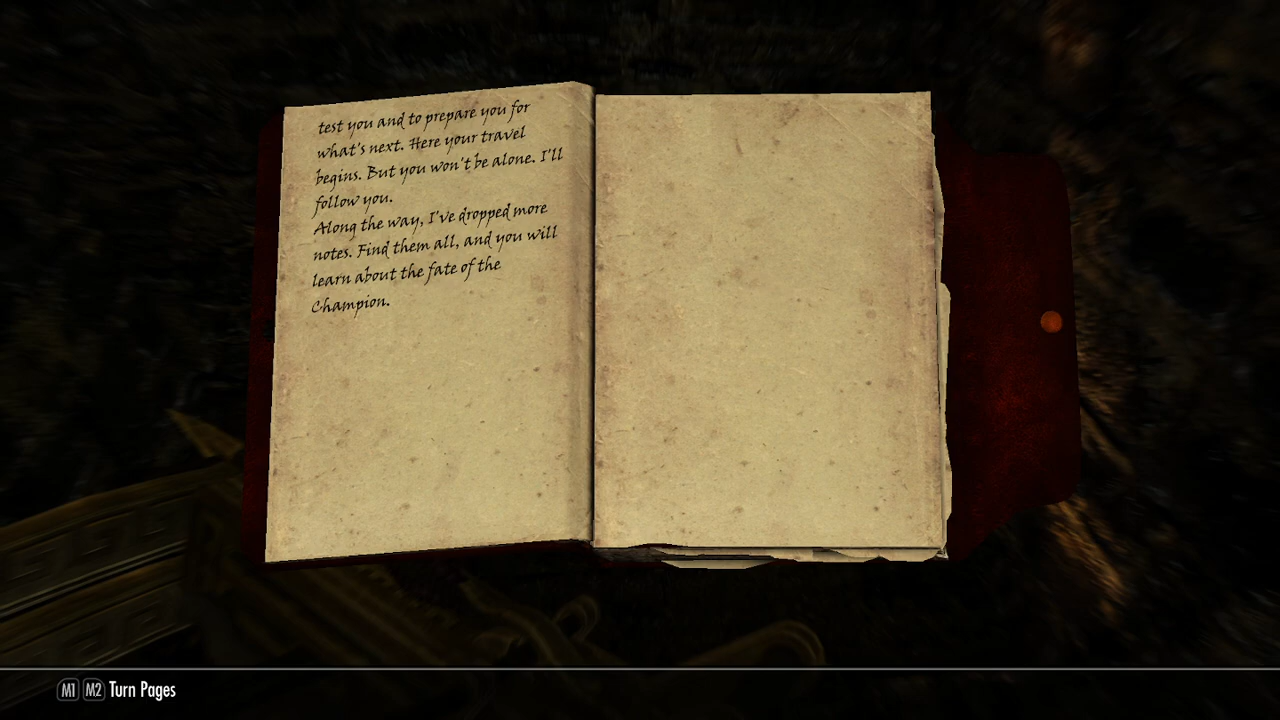 test you and to prepare you for
what's next. Here your travel
begins. But you won't be alone. I'll
follow you.
Along the way, I've dropped more
notes. Find them all, and you will
learn about the fate of the
Champion.
M1 M2 Turn Pages